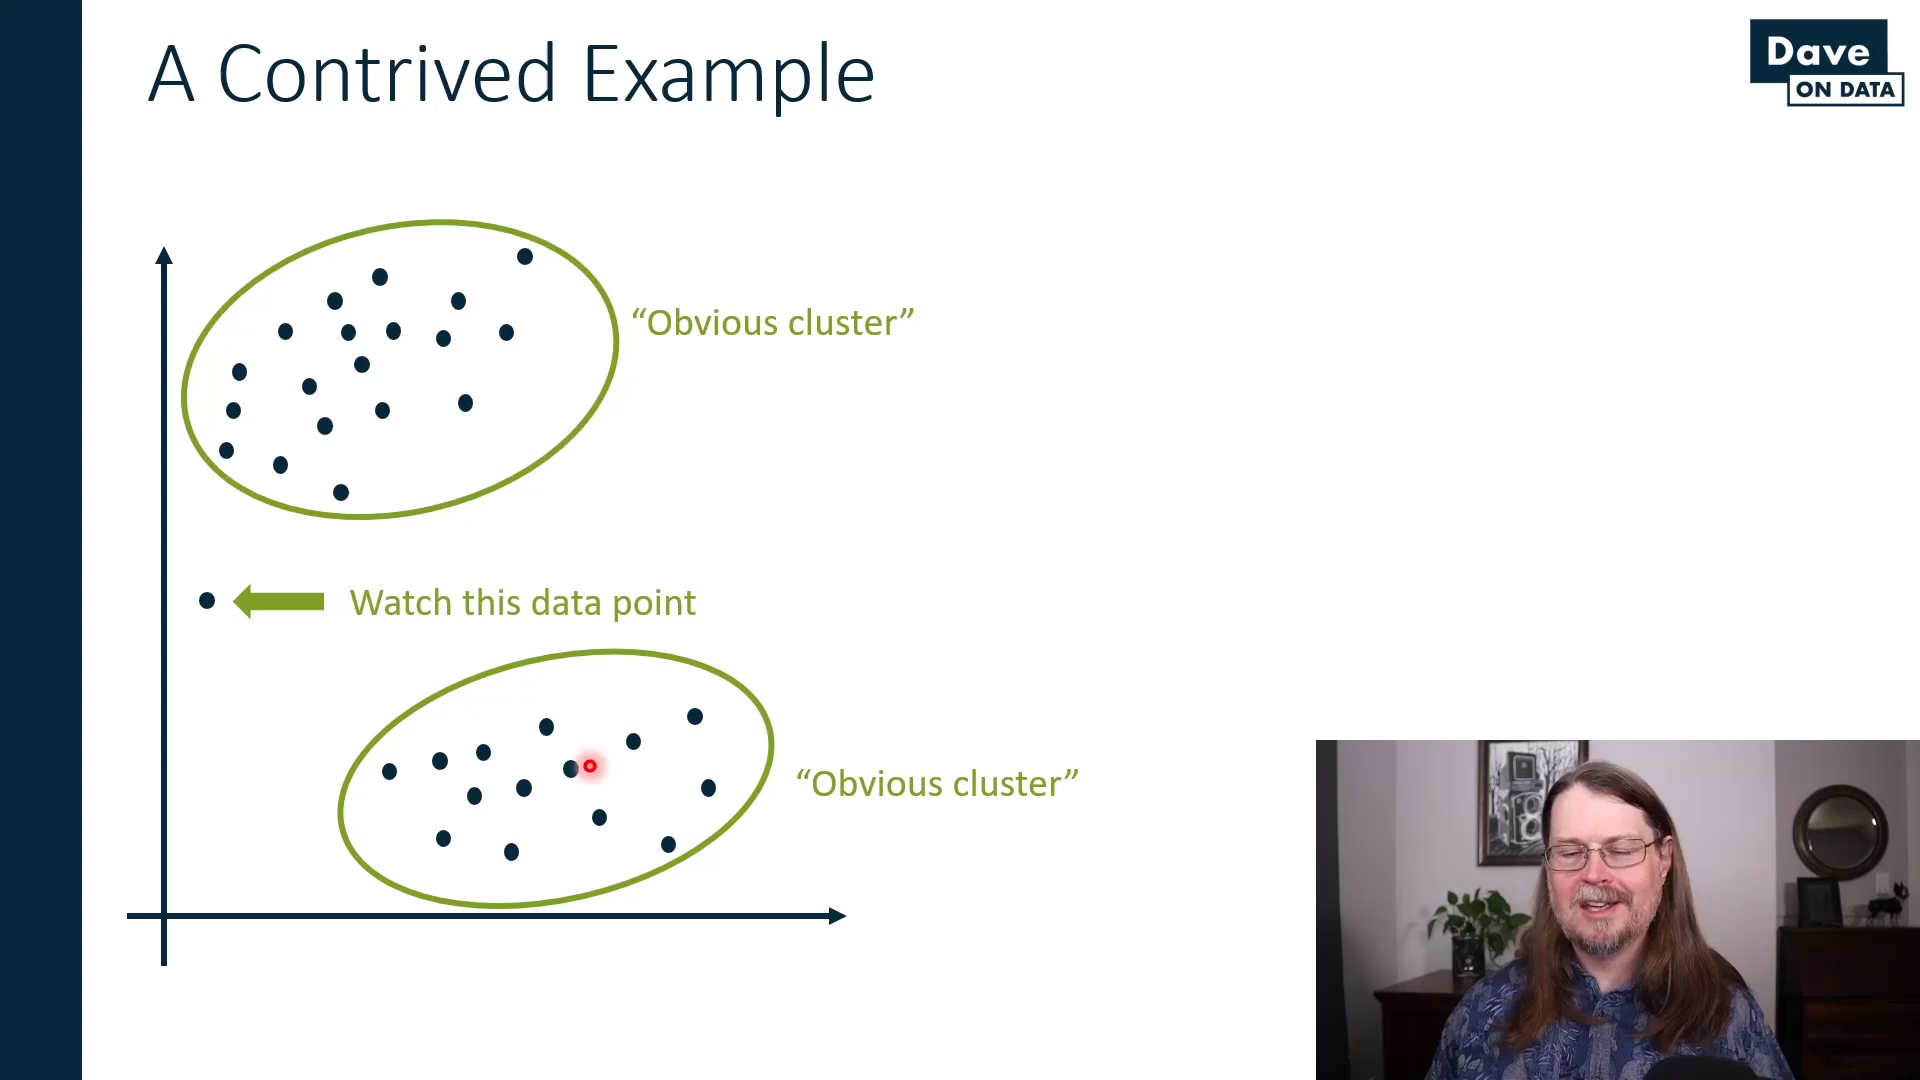 A Contrived Example
Dave
ON DATA
“Obvious cluster”
Watch this data point
“Obvious cluster”